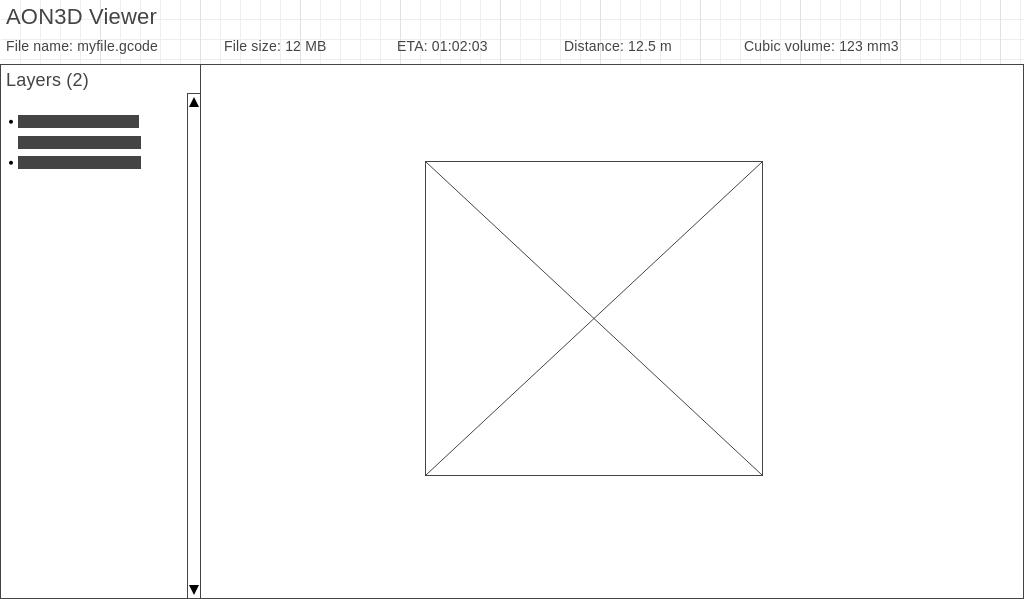 AON3D Viewer
File name: myfile.gcode File size: 12 MB ETA: 01:02:03 Distance: 12.5 m Cubic volume: 123 mm3
Layers (2)